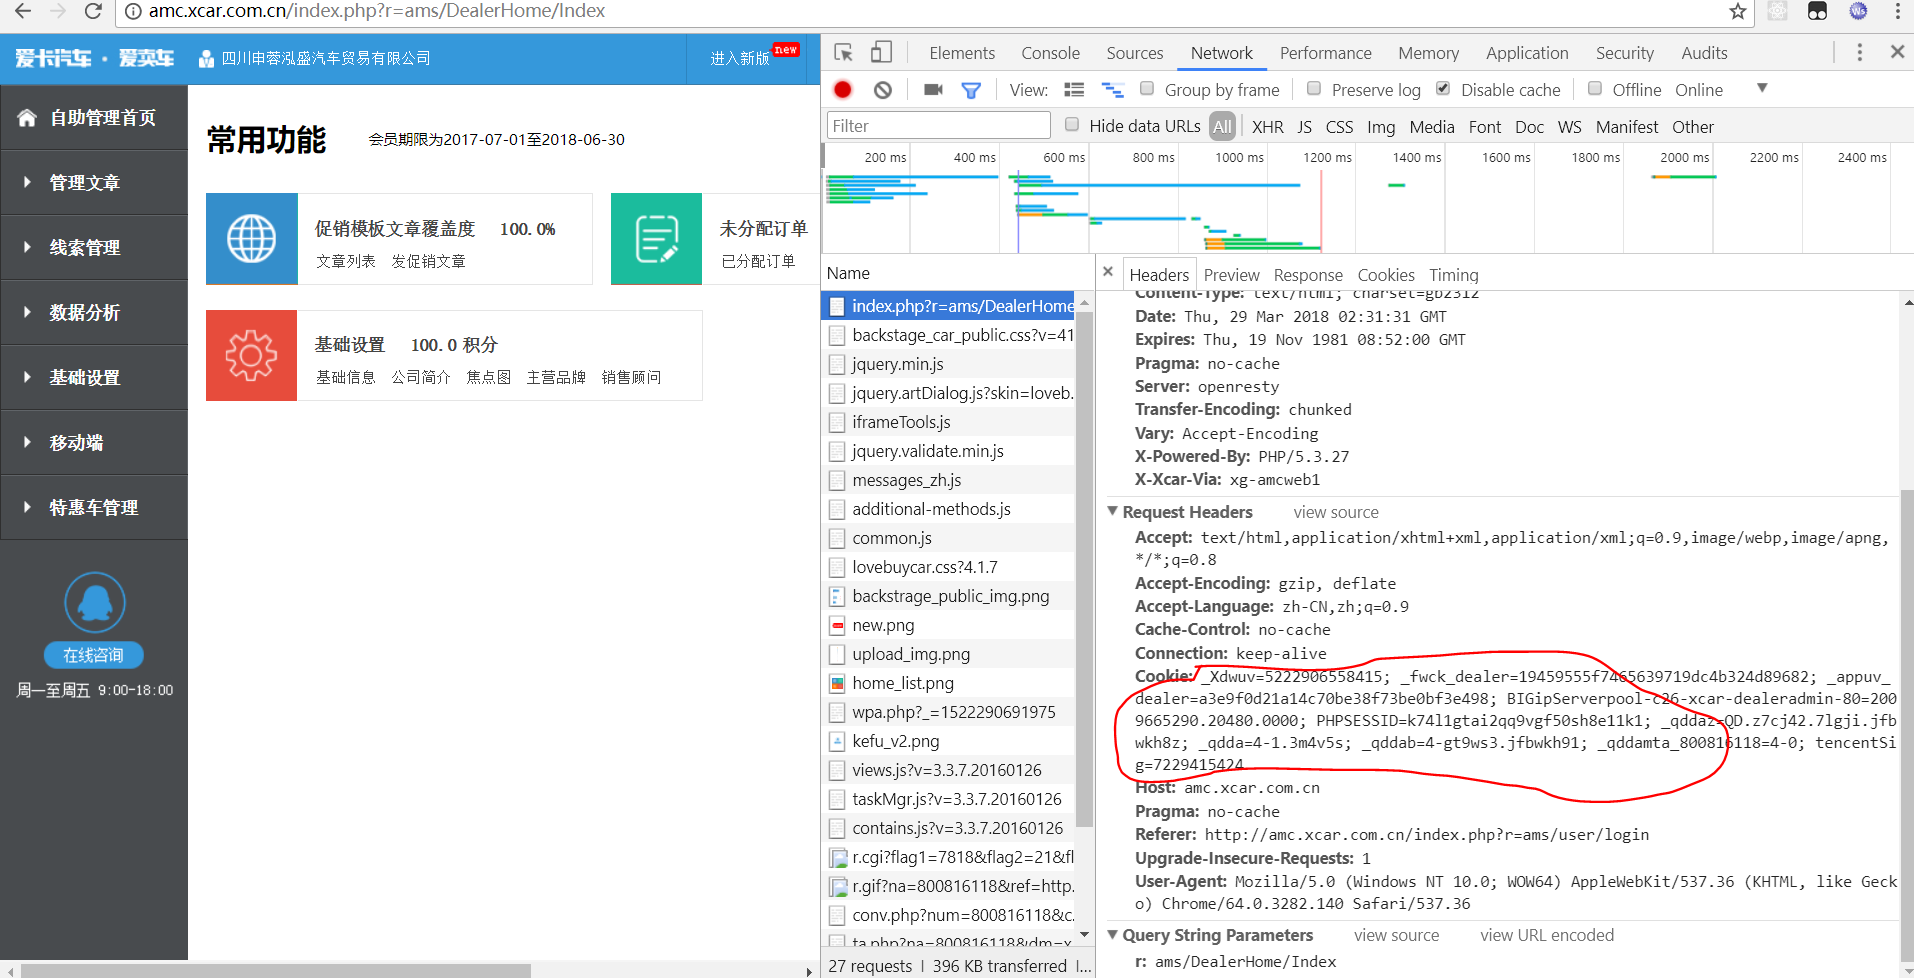 amc.xcar.com.cn/index.php?r=ams/DealerHome/Index
爱卡汽车 · 爱卖车
四川申蓉泓盛汽车贸易有限公司
进入新版
new
自助管理首页
管理文章
线索管理
数据分析
基础设置
移动端
特惠车管理
在线咨询
周一至周五 9:00-18:00
常用功能
会员期限为2017-07-01至2018-06-30
促销模板文章覆盖度 100.0%
文章列表 发促销文章
未分配订单
已分配订单
基础设置 100.0 积分
基础信息 公司简介 焦点图 主营品牌 销售顾问
Elements Console Sources Network Performance Memory Application Security Audits
View: Group by frame Preserve log Disable cache Offline Online
Filter
Hide data URLs All XHR JS CSS Img Media Font Doc WS Manifest Other
200 ms 400 ms 600 ms 800 ms 1000 ms 1200 ms 1400 ms 1600 ms 1800 ms 2000 ms 2200 ms 2400 ms
Name
index.php?r=ams/DealerHome
backstage_car_public.css?v=41
jquery.min.js
jquery.artDialog.js?skin=loveb.
iframeTools.js
jquery.validate.min.js
messages_zh.js
additional-methods.js
common.js
lovebuycar.css?4.1.7
backstrage_public_img.png
new.png
upload_img.png
home_list.png
wpa.php?_=1522290691975
kefu_v2.png
views.js?v=3.3.7.20160126
taskMgr.js?v=3.3.7.20160126
contains.js?v=3.3.7.20160126
r.cgi?flag1=7818&flag2=21&fl
r.gif?na=800816118&ref=http.
conv.php?num=800816118&c.
ta.php?na=800816118&dm=x
27 requests | 396 KB transferred | ...
Headers Preview Response Cookies Timing
Content-Type: text/html; charset=gb2312
Date: Thu, 29 Mar 2018 02:31:31 GMT
Expires: Thu, 19 Nov 1981 08:52:00 GMT
Pragma: no-cache
Server: openresty
Transfer-Encoding: chunked
Vary: Accept-Encoding
X-Powered-By: PHP/5.3.27
X-Xcar-Via: xg-amcweb1
Request Headers view source
Accept: text/html,application/xhtml+xml,application/xml;q=0.9,image/webp,image/apng,
*/*;q=0.8
Accept-Encoding: gzip, deflate
Accept-Language: zh-CN,zh;q=0.9
Cache-Control: no-cache
Connection: keep-alive
Cookie: _Xdwuv=5222906558415; _fwck_dealer=19459555f7465639719dc4b324d89682; _appuv_
dealer=a3e9f0d21a14c70be38f73be0bf3e498; BIGipServerpool-c26-xcar-dealeradmin-80=200
9665290.20480.0000; PHPSESSID=k74l1gtai2qq9vgf50sh8e11k1; _qddaz=QD.z7cj42.7lgji.jfb
wkh8z; _qdda=4-1.3m4v5s; _qddab=4-gt9ws3.jfbwkh91; _qddamta_800816118=4-0; tencentSi
g=7229415424
Host: amc.xcar.com.cn
Pragma: no-cache
Referer: http://amc.xcar.com.cn/index.php?r=ams/user/login
Upgrade-Insecure-Requests: 1
User-Agent: Mozilla/5.0 (Windows NT 10.0; WOW64) AppleWebKit/537.36 (KHTML, like Geck
o) Chrome/64.0.3282.140 Safari/537.36
Query String Parameters view source view URL encoded
r: ams/DealerHome/Index